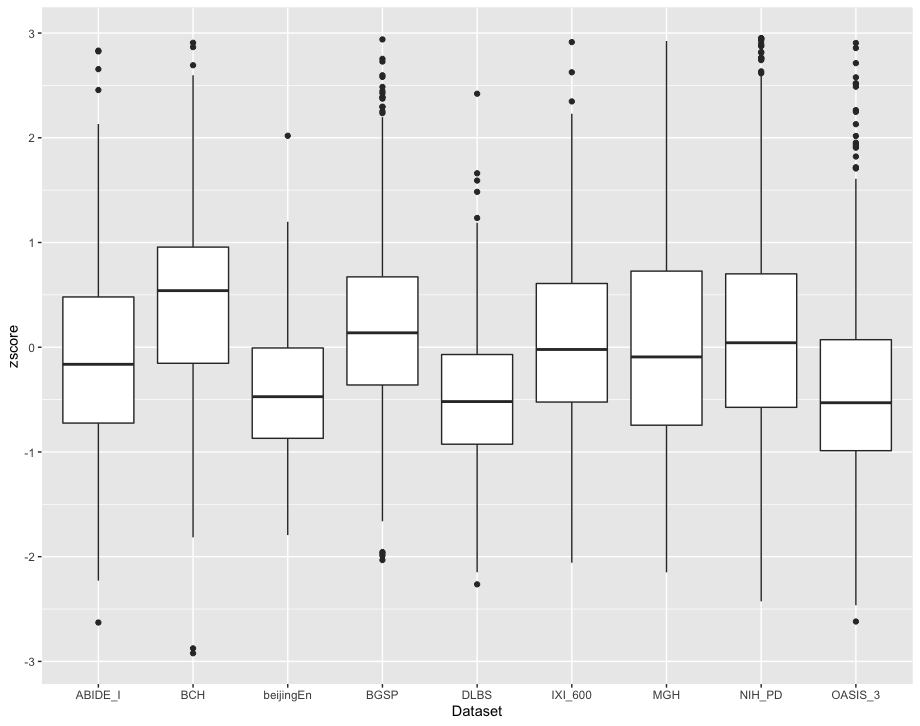 zscore
3
2
1
0
-1
-2
-3
ABIDE_I BCH beijingEn BGSP DLBS IXI_600 MGH NIH_PD OASIS_3
Dataset